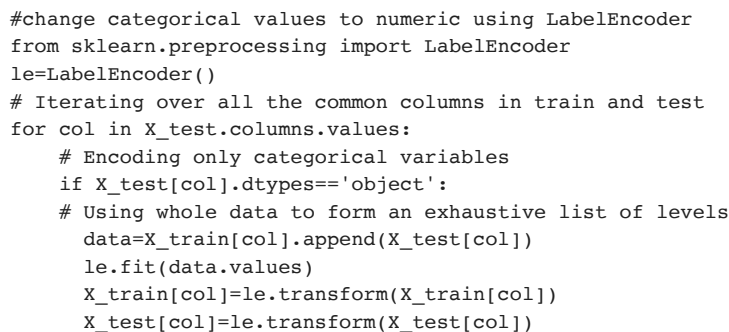 #change categorical values to numeric using LabelEncoder
from sklearn.preprocessing import LabelEncoder
le=LabelEncoder()
# Iterating over all the common columns in train and test
for col in X_test.columns.values:
    # Encoding only categorical variables
    if X_test[col].dtypes=='object':
    # Using whole data to form an exhaustive list of levels
      data=X_train[col].append(X_test[col])
      le.fit(data.values)
      X_train[col]=le.transform(X_train[col])
      X_test[col]=le.transform(X_test[col])